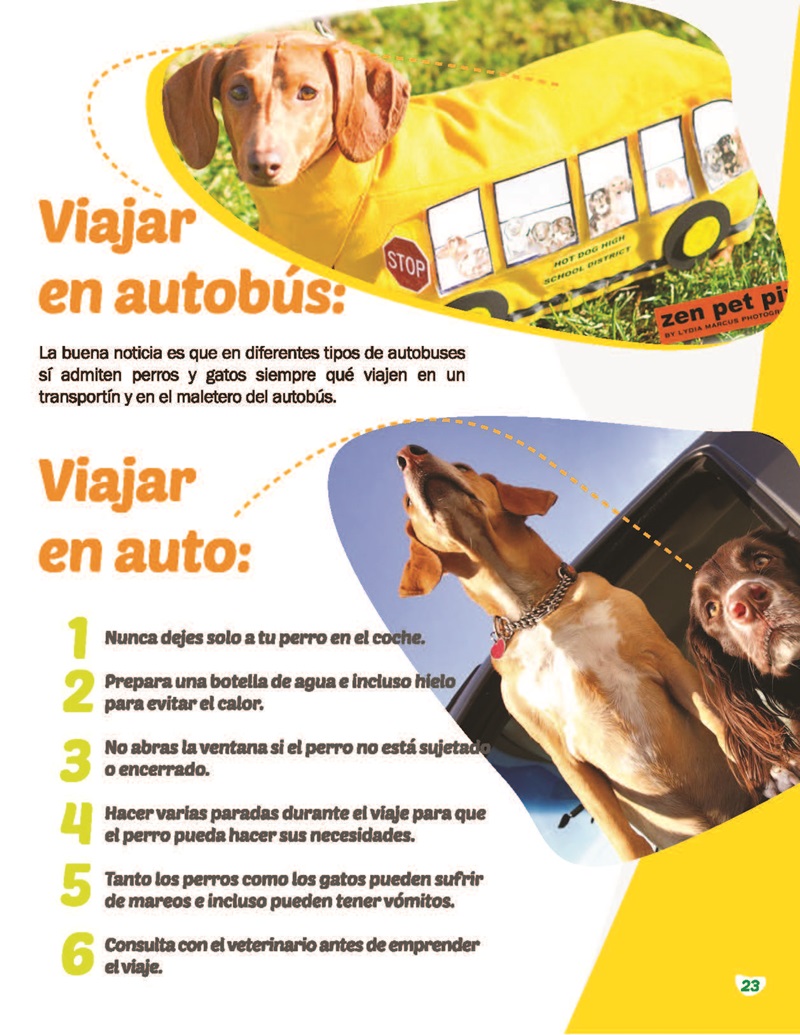 Viajar
en autobús:
STOP
HOT DOG HIGH
SCHOOL DISTRICT
zen pet pi
BY LYDIA MARCUS
La buena noticia es que en diferentes tipos de autobuses
sí admiten perros y gatos siempre qué viajen en un
transportín y en el maletero del autobús.
Viajar
en auto:
1 Nunca dejes solo a tu perro en el coche.
2 Prepara una botella de agua e incluso hielo
para evitar el calor.
3 No abras la ventana si el perro no está sujetado
o encerrado.
4 Hacer varias paradas durante el viaje para que
el perro pueda hacer sus necesidades.
5 Tanto los perros como los gatos pueden sufrir
de mareos e incluso pueden tener vómitos.
6 Consulta con el veterinario antes de emprender
el viaje.
23